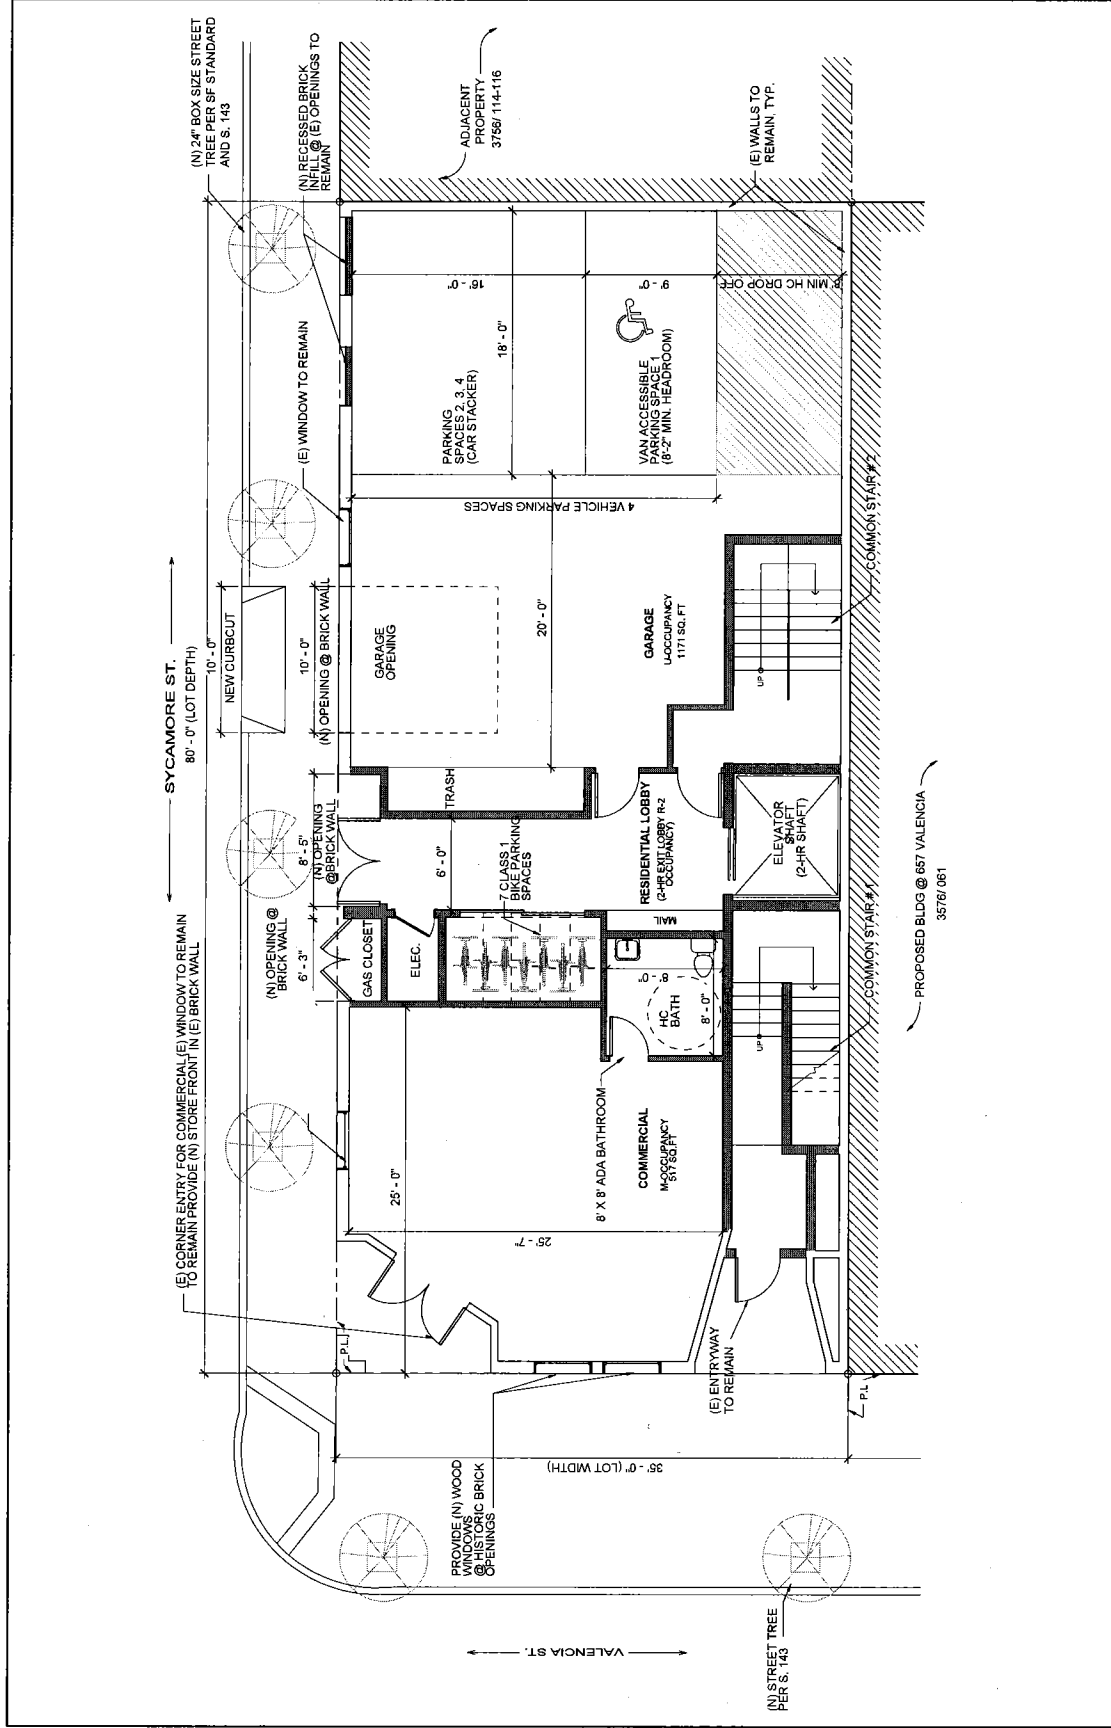 (N) 24" BOX SIZE STREET
TREE PER SF STANDARD
AND S. 143
(N) RECESSED BRICK
INFILL @ (E) OPENINGS TO
REMAIN
ADJACENT
PROPERTY
3756/ 114-116
(E) WALLS TO
REMAIN, TYP.
(E) WINDOW TO REMAIN
SYCAMORE ST.
80' - 0" (LOT DEPTH)
10' - 0"
NEW CURBCUT
10' - 0"
(N) OPENING @ BRICK WALL
GARAGE
OPENING
16' - 0"
18' - 0"
9' - 0"
8' MIN HC DROP OFF
PARKING
SPACES 2, 3, 4
(CAR STACKER)
VAN ACCESSIBLE
PARKING SPACE 1
(8'-2" MIN. HEADROOM)
4 VEHICLE PARKING SPACES
20' - 0"
GARAGE
U-OCCUPANCY
1171 SQ. FT
COMMON STAIR # 2
UP
8' - 5"
(N) OPENING
@BRICK WALL
TRASH
6' - 0"
RESIDENTIAL LOBBY
(2-HR EXIT LOBBY R-2
OCCUPANCY)
ELEVATOR
SHAFT
(2-HR SHAFT)
7 CLASS 1
BIKE PARKING
SPACES
MAIL
(N) OPENING @
BRICK WALL
6' - 3"
GAS CLOSET
ELEC.
HC
BATH
8' - 0"
8' - 0"
COMMON STAIR # 1
UP
PROPOSED BLDG @ 657 VALENCIA
3576/ 061
(E) CORNER ENTRY FOR COMMERCIAL,(E) WINDOW TO REMAIN
TO REMAIN PROVIDE (N) STORE FRONT IN (E) BRICK WALL
25' - 0"
25' - 7"
8' X 8' ADA BATHROOM
COMMERCIAL
M-OCCUPANCY
517 SQ. FT
P.L.
(E) ENTRYWAY
TO REMAIN
P.L
35' - 0" (LOT WIDTH)
PROVIDE (N) WOOD
WINDOWS
@ HISTORIC BRICK
OPENINGS
VALENCIA ST.
(N) STREET TREE
PER S. 143